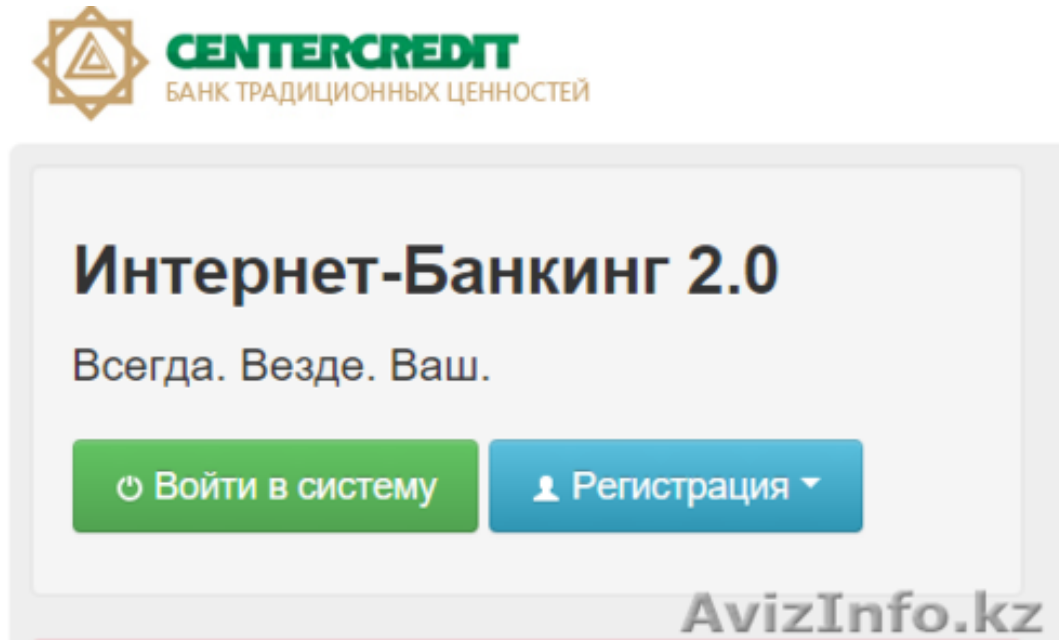 CENTERCREDIT
БАНК ТРАДИЦИОННЫХ ЦЕННОСТЕЙ
Интернет-Банкинг 2.0
Всегда. Везде. Ваш.
Войти в систему
Регистрация
AvizInfo.kz